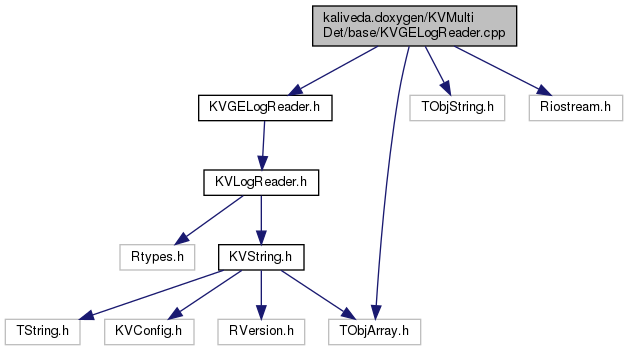 kaliveda.doxygen/KVMulti
Det/base/KVGELogReader.cpp
KVGELogReader.h
TObjString.h
Riostream.h
KVLogReader.h
Rtypes.h
KVString.h
TString.h
KVConfig.h
RVersion.h
TObjArray.h